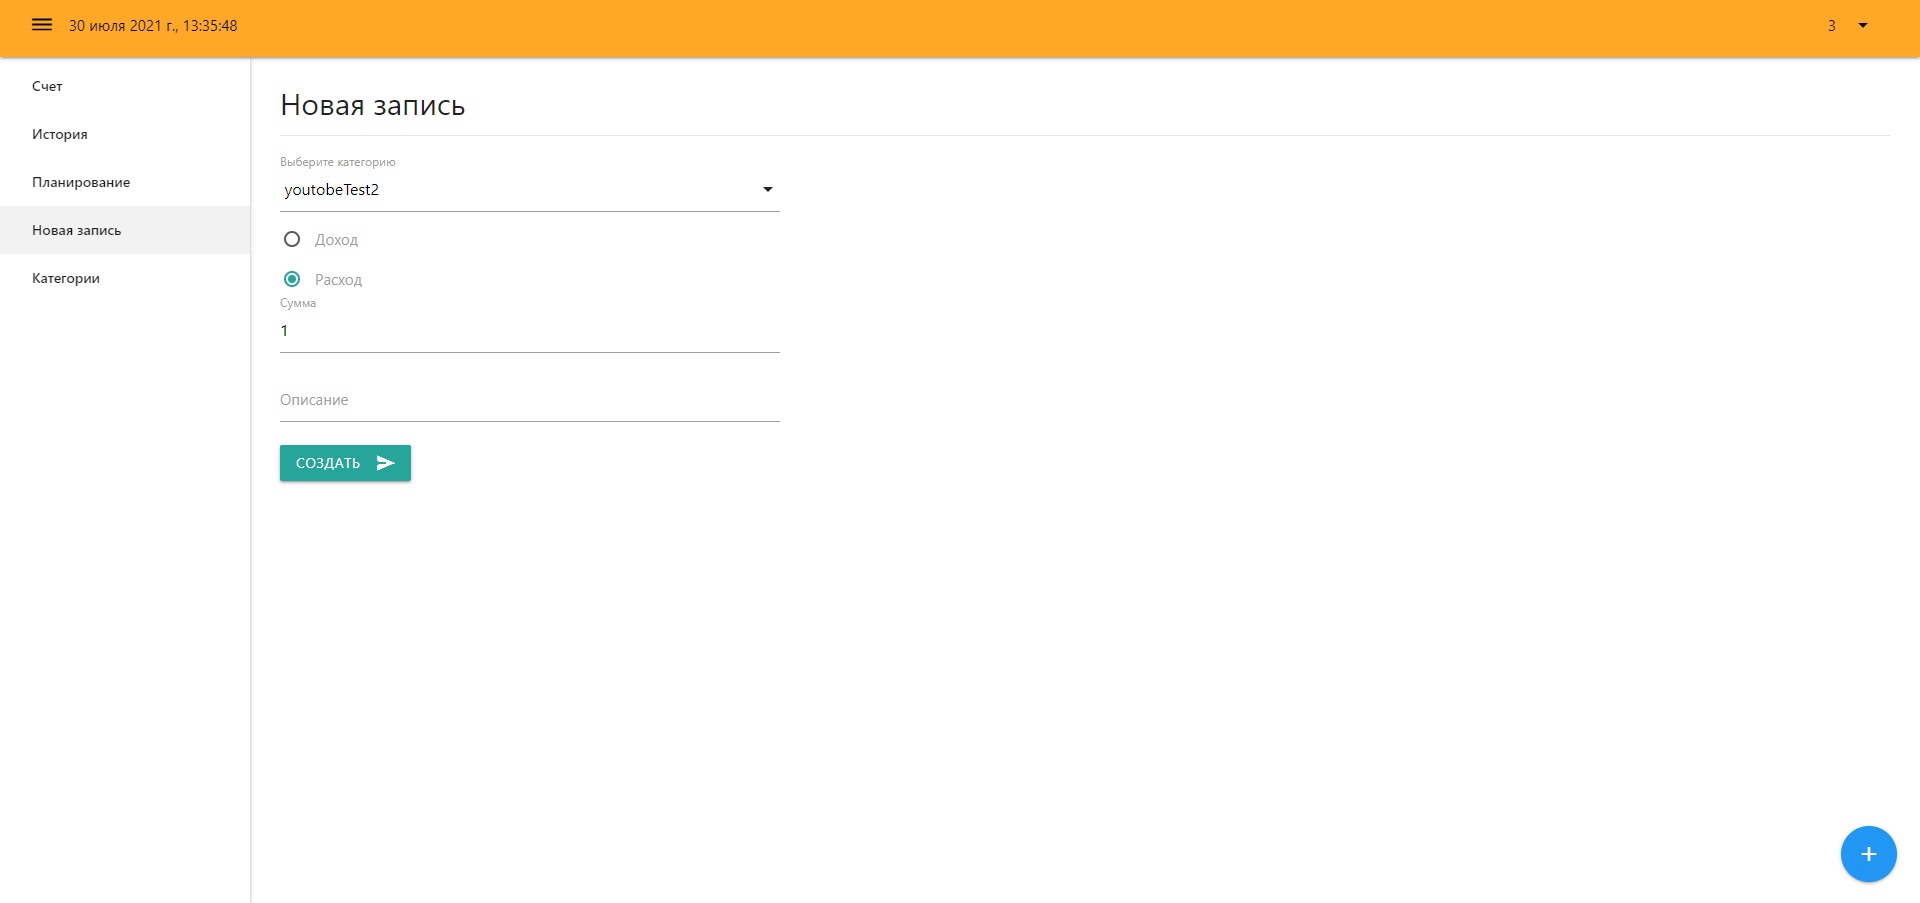 30 июля 2021 г., 13:35:48
3
Счет
История
Планирование
Новая запись
Категории
Новая запись
Выберите категорию
youtobeTest2
Доход
Расход
Сумма
1
Описание
СОЗДАТЬ